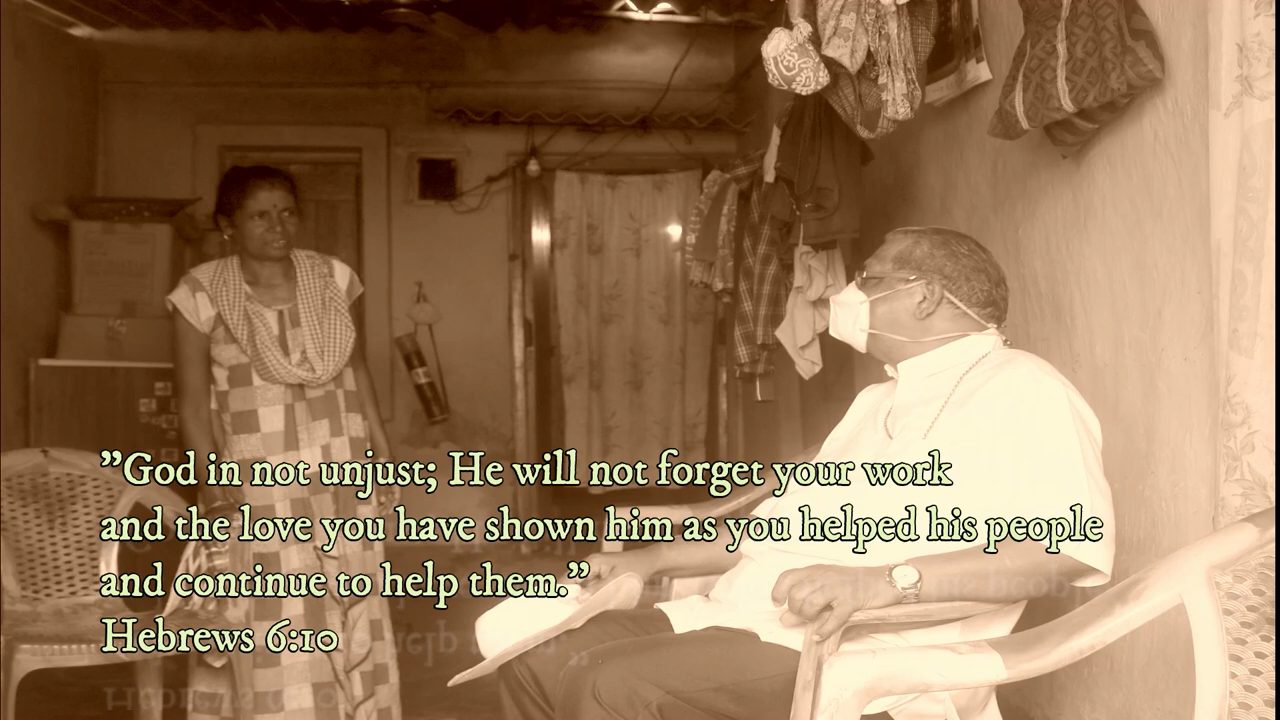 ”God in not unjust; He will not forget your work
and the love you have shown him as you helped his people
and continue to help them.”
Hebrews 6:10